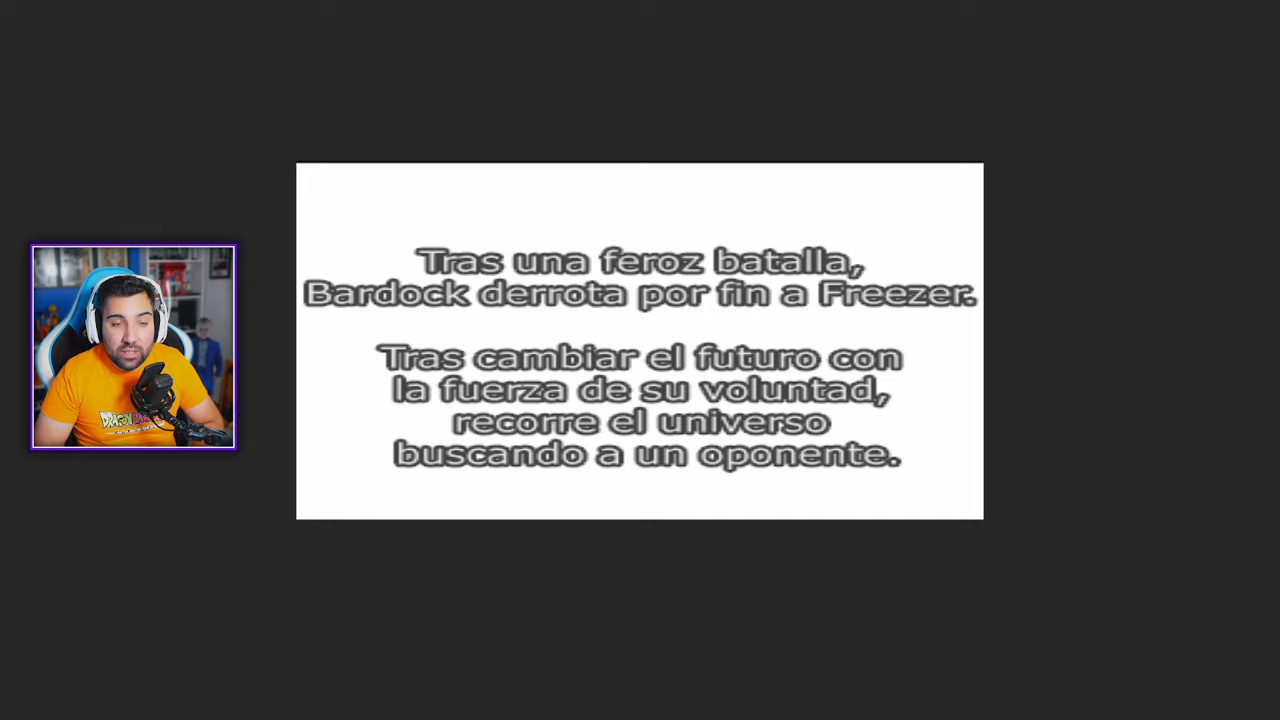 Tras una feroz batalla,
Bardock derrota por fin a Freezer.
Tras cambiar el futuro con
la fuerza de su voluntad,
recorre el universo
buscando a un oponente.